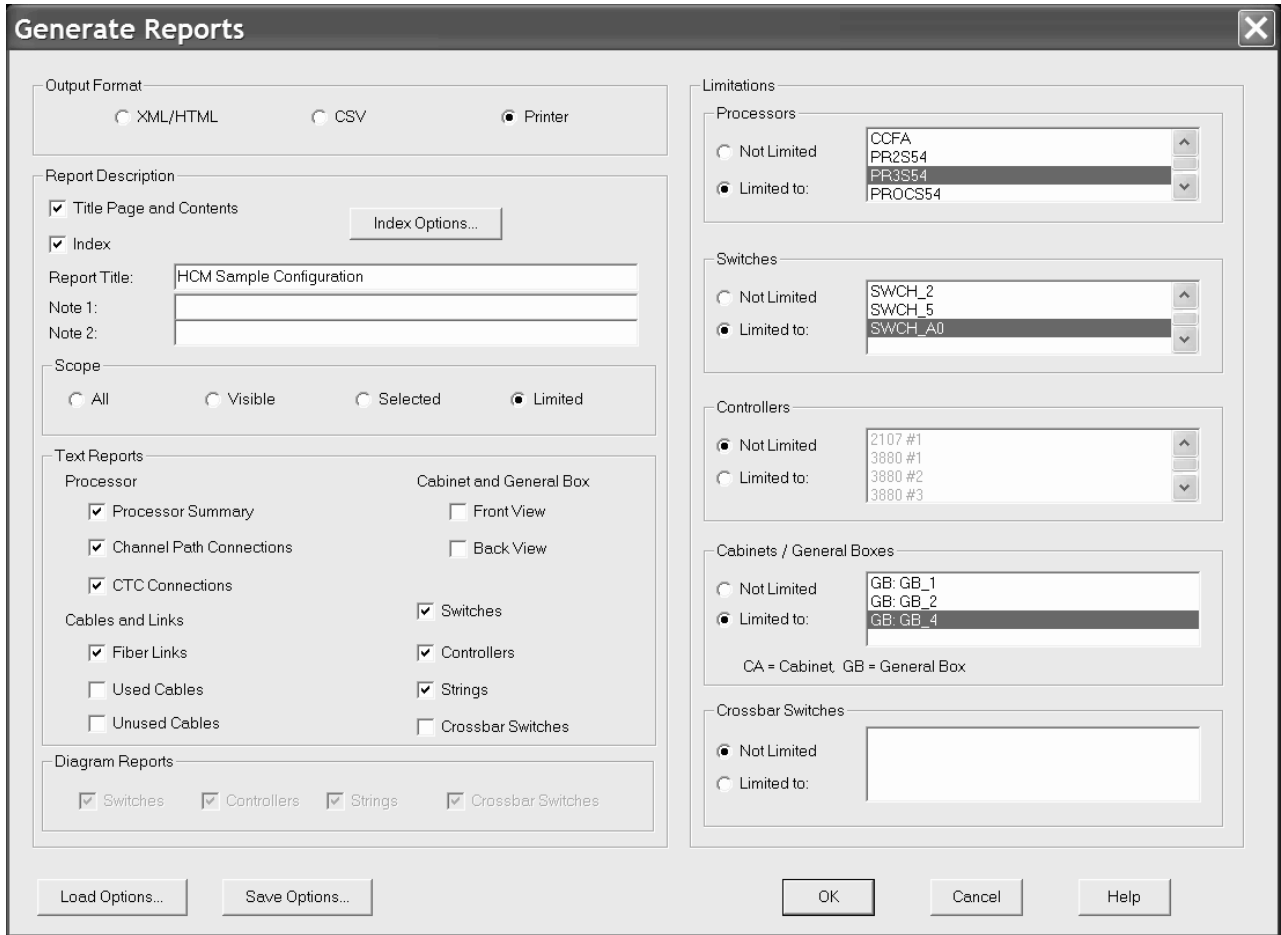 Generate Reports
Output Format
XML/HTML
CSV
Printer
Report Description
Title Page and Contents
Index Options...
Index
Report Title:
HCM Sample Configuration
Note 1:
Note 2:
Scope
All
Visible
Selected
Limited
Text Reports
Processor
Cabinet and General Box
Processor Summary
Front View
Channel Path Connections
Back View
CTC Connections
Switches
Cables and Links
Fiber Links
Controllers
Used Cables
Strings
Unused Cables
Crossbar Switches
Diagram Reports
Switches
Controllers
Strings
Crossbar Switches
Limitations
Processors
Not Limited
Limited to:
CCFA
PR2S54
PR3S54
PROCS54
Switches
Not Limited
Limited to:
SWCH_2
SWCH_5
SWCH_A0
Controllers
Not Limited
Limited to:
2107 #1
3880 #1
3880 #2
3880 #3
Cabinets / General Boxes
Not Limited
Limited to:
GB: GB_1
GB: GB_2
GB: GB_4
CA = Cabinet, GB = General Box
Crossbar Switches
Not Limited
Limited to:
Load Options...
Save Options...
OK
Cancel
Help